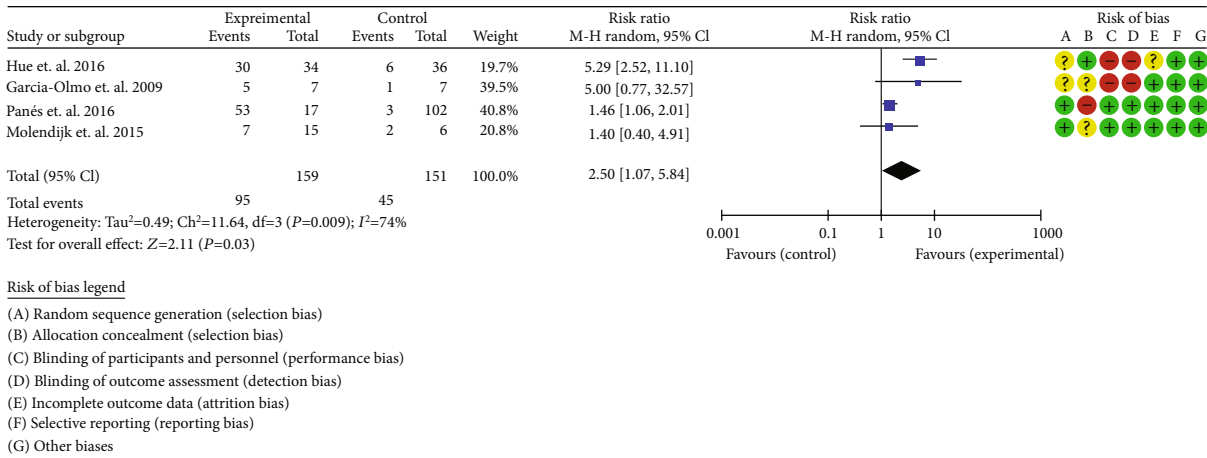 Expreimental Control Risk ratio Risk ratio Risk of bias
Study or subgroup Events Total Events Total Weight M-H random, 95% Cl M-H random, 95% Cl A B C D E F G
Hue et. al. 2016 30 34 6 36 19.7% 5.29 [2.52, 11.10] ? + − − ? + +
Garcia-Olmo et. al. 2009 5 7 1 7 39.5% 5.00 [0.77, 32.57] ? ? − − + + +
Panés et. al. 2016 53 17 3 102 40.8% 1.46 [1.06, 2.01] + − + + + + +
Molendijk et. al. 2015 7 15 2 6 20.8% 1.40 [0.40, 4.91] + ? + + + + +
Total (95% Cl) 159 151 100.0% 2.50 [1.07, 5.84]
Total events 95 45
Heterogeneity: Tau²=0.49; Ch²=11.64, df=3 (P=0.009); I²=74%
Test for overall effect: Z=2.11 (P=0.03)
0.001 0.1 1 10 1000
Favours (control) Favours (experimental)
Risk of bias legend
(A) Random sequence generation (selection bias)
(B) Allocation concealment (selection bias)
(C) Blinding of participants and personnel (performance bias)
(D) Blinding of outcome assessment (detection bias)
(E) Incomplete outcome data (attrition bias)
(F) Selective reporting (reporting bias)
(G) Other biases